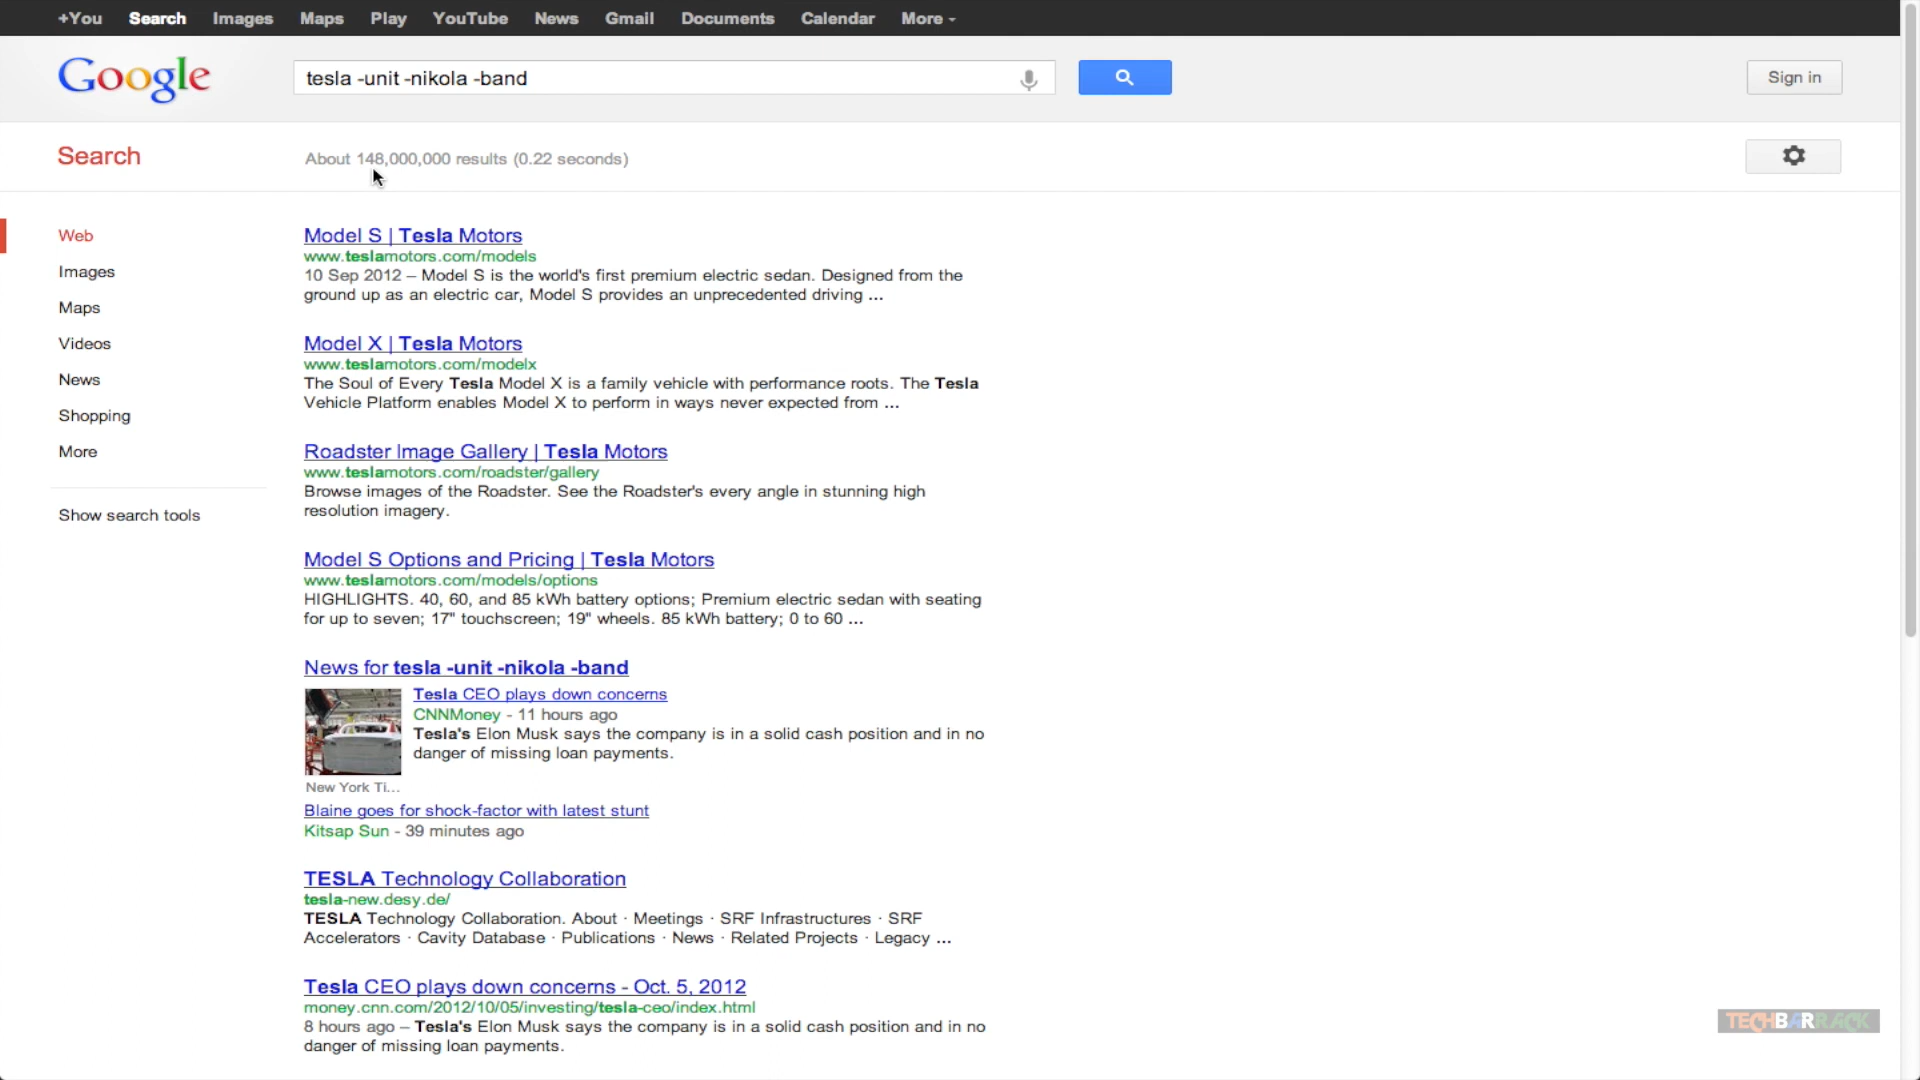 +You Search Images Maps Play YouTube News Gmail Documents Calendar More
Google
tesla -unit -nikola -band
Sign in
Search
About 148,000,000 results (0.22 seconds)
Web
Images
Maps
Videos
News
Shopping
More
Show search tools
Model S | Tesla Motors
www.teslamotors.com/models
10 Sep 2012 – Model S is the world's first premium electric sedan. Designed from the
ground up as an electric car, Model S provides an unprecedented driving ...
Model X | Tesla Motors
www.teslamotors.com/modelx
The Soul of Every Tesla Model X is a family vehicle with performance roots. The Tesla
Vehicle Platform enables Model X to perform in ways never expected from ...
Roadster Image Gallery | Tesla Motors
www.teslamotors.com/roadster/gallery
Browse images of the Roadster. See the Roadster's every angle in stunning high
resolution imagery.
Model S Options and Pricing | Tesla Motors
www.teslamotors.com/models/options
HIGHLIGHTS. 40, 60, and 85 kWh battery options; Premium electric sedan with seating
for up to seven; 17" touchscreen; 19" wheels. 85 kWh battery; 0 to 60 ...
News for tesla -unit -nikola -band
Tesla CEO plays down concerns
CNNMoney - 11 hours ago
Tesla's Elon Musk says the company is in a solid cash position and in no
danger of missing loan payments.
New York Ti...
Blaine goes for shock-factor with latest stunt
Kitsap Sun - 39 minutes ago
TESLA Technology Collaboration
tesla-new.desy.de/
TESLA Technology Collaboration. About · Meetings · SRF Infrastructures · SRF
Accelerators · Cavity Database · Publications · News · Related Projects · Legacy ...
Tesla CEO plays down concerns - Oct. 5, 2012
money.cnn.com/2012/10/05/investing/tesla-ceo/index.html
8 hours ago – Tesla's Elon Musk says the company is in a solid cash position and in no
danger of missing loan payments.
TECHBARRACK